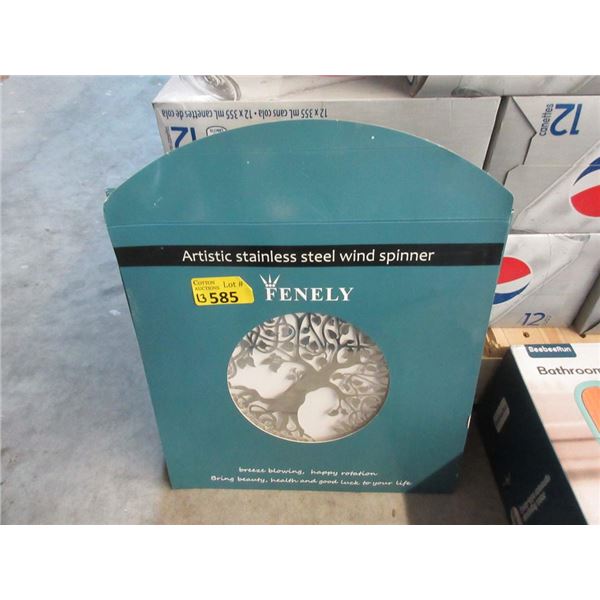 12 x 355 mL cans cola • 12 x 355 mL canettes de cola
12
12
canettes
Artistic stainless steel wind spinner
COTTON
AUCTIONS
Lot #
L3 585
FENELY
12
BeebeeRun
Bathroom
breeze blowing, happy rotation
Bring beauty, health and good luck to your life